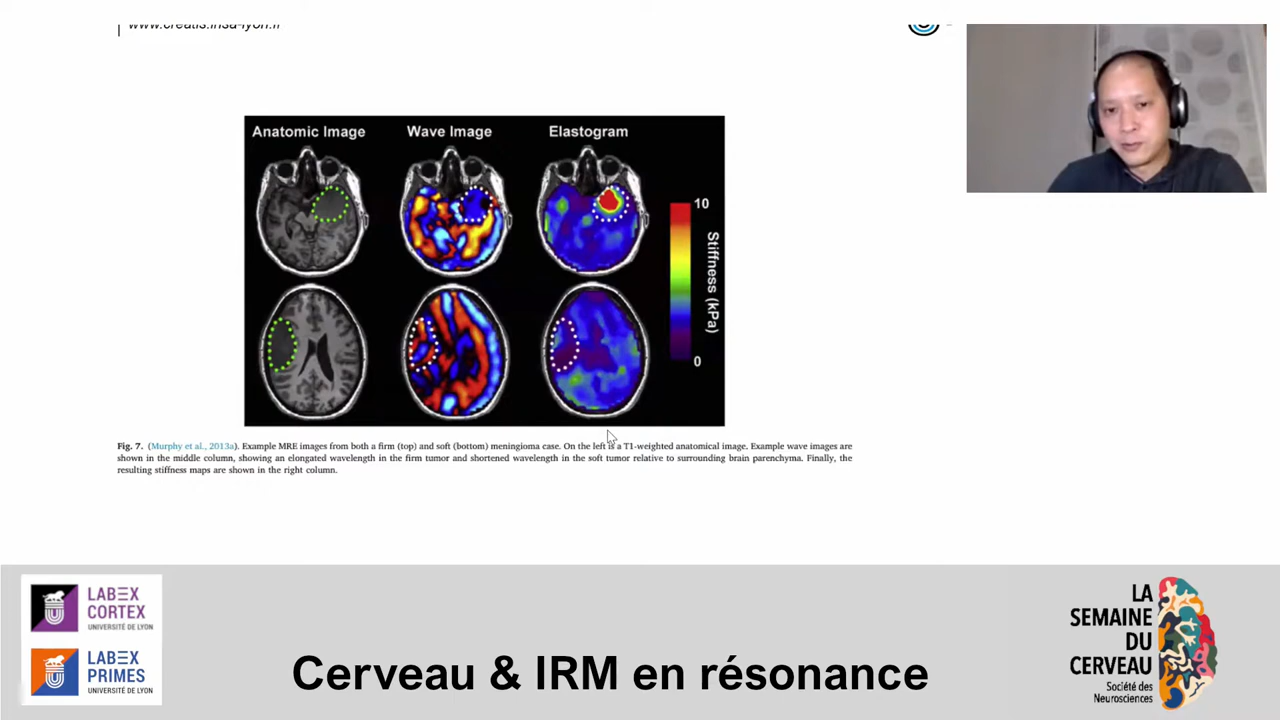 www.creatis.insa-lyon.fr
Anatomic Image Wave Image Elastogram
10
Stiffness (kPa)
0
Fig. 7. (Murphy et al., 2013a). Example MRE images from both a firm (top) and soft (bottom) meningioma case. On the left is a T1-weighted anatomical image. Example wave images are
shown in the middle column, showing an elongated wavelength in the firm tumor and shortened wavelength in the soft tumor relative to surrounding brain parenchyma. Finally, the
resulting stiffness maps are shown in the right column.
LABEX
CORTEX
UNIVERSITÉ DE LYON
LABEX
PRIMES
UNIVERSITÉ DE LYON
Cerveau & IRM en résonance
LA
SEMAINE
DU
CERVEAU
Société des
Neurosciences